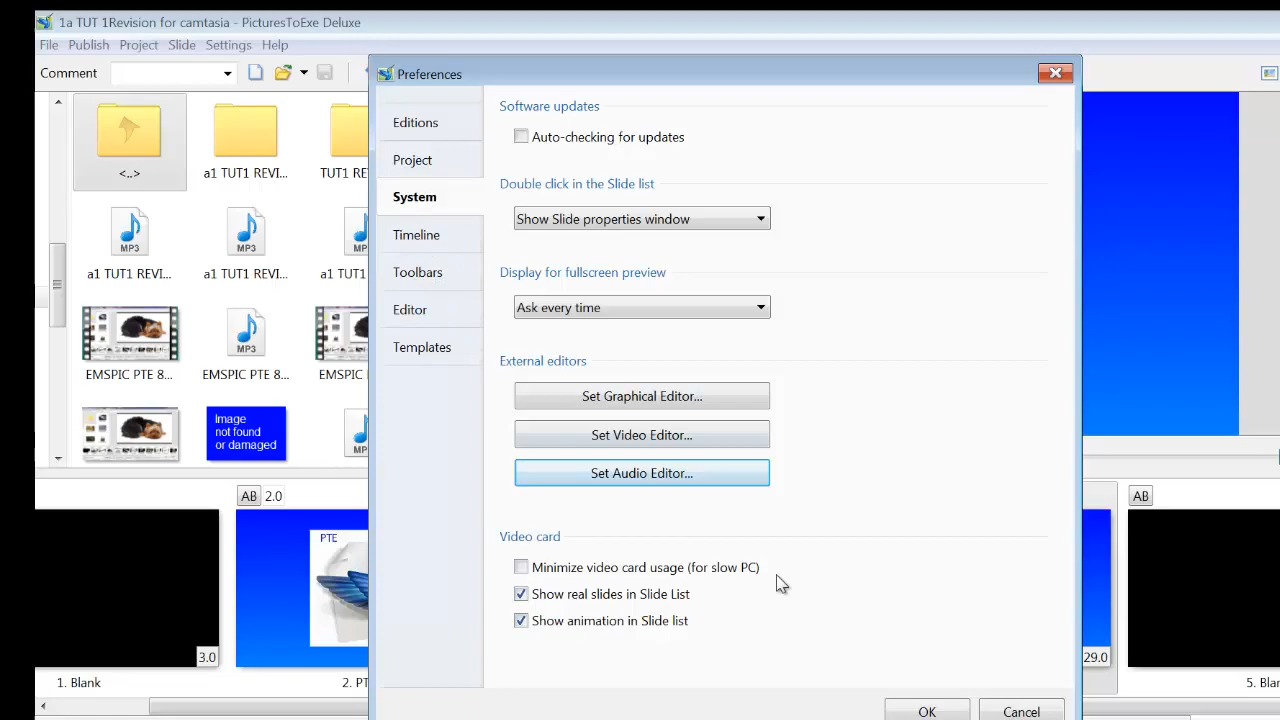 1a TUT 1Revision for camtasia - PicturesToExe Deluxe
File Publish Project Slide Settings Help
Comment
Preferences
Editions
Project
System
Timeline
Toolbars
Editor
Templates
Software updates
Auto-checking for updates
Double click in the Slide list
Show Slide properties window
Display for fullscreen preview
Ask every time
External editors
Set Graphical Editor...
Set Video Editor...
Set Audio Editor...
Video card
Minimize video card usage (for slow PC)
Show real slides in Slide List
Show animation in Slide list
OK Cancel
<..> a1 TUT1 REVI... TUT1 RE
MP3 MP3 MP3
a1 TUT1 REVI... a1 TUT1 REVI... a1 TUT1
MP3
EMSPIC PTE 8... EMSPIC PTE 8... EMSPIC
Image
not found
or damaged
MP3
AB 2.0 AB
PTE
3.0 29.0
1. Blank 2. PT 5. Blan